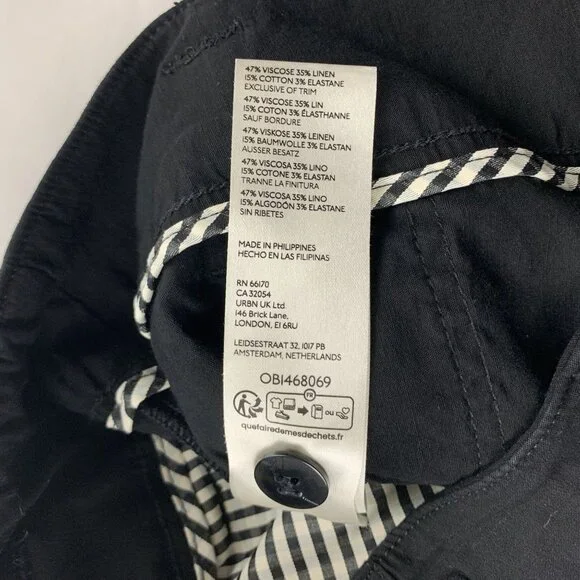 47% VISCOSE 35% LINEN
15% COTTON 3% ELASTANE
EXCLUSIVE OF TRIM
47% VISCOSE 35% LIN
15% COTON 3% ÉLASTHANNE
SAUF BORDURE
47% VISKOSE 35% LEINEN
15% BAUMWOLLE 3% ELASTAN
AUSSER BESATZ
47% VISCOSA 35% LINO
15% COTONE 3% ELASTAN
TRANNE LA FINITURA
47% VISCOSA 35% LINO
15% ALGODÓN 3% ELASTANE
SIN RIBETES
MADE IN PHILIPPINES
HECHO EN LAS FILIPINAS
RN 66170
CA 32054
URBN UK Ltd.
146 Brick Lane,
LONDON, E1 6RU
LEIDSESTRAAT 32, 1017 PB
AMSTERDAM, NETHERLANDS
OB1468069
FR
OU
quefairedemesdechets.fr